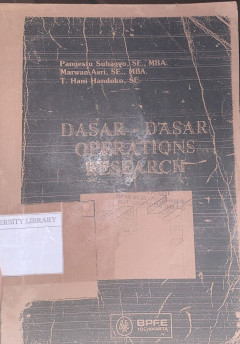 Pangestu Subagyo, SE., MBA.
Marwan Asri, SE., MBA.
T. Hani Handoko, SE.
DASAR - DASAR
OPERATIONS
RESEARCH
ERSITY LIBRARY
BPFE
YOGYAKARTA